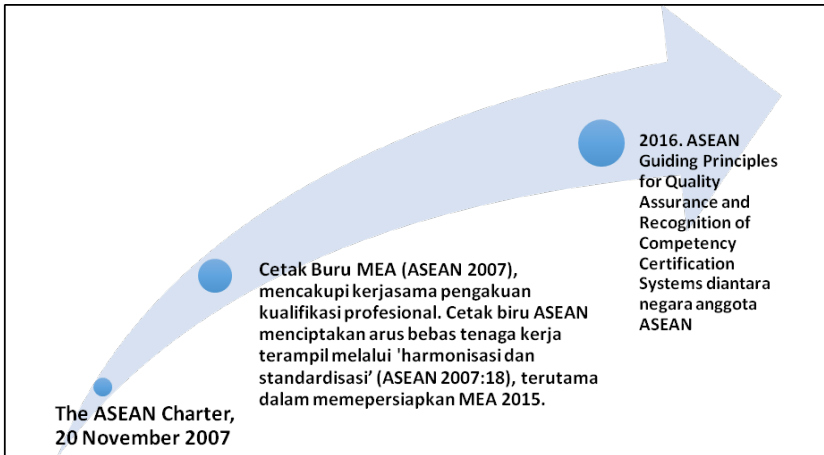 The ASEAN Charter,
20 November 2007
Cetak Buru MEA (ASEAN 2007),
mencakupi kerjasama pengakuan
kualifikasi profesional. Cetak biru ASEAN
menciptakan arus bebas tenaga kerja
terampil melalui 'harmonisasi dan
standardisasi’ (ASEAN 2007:18), terutama
dalam memepersiapkan MEA 2015.
2016. ASEAN
Guiding Principles
for Quality
Assurance and
Recognition of
Competency
Certification
Systems diantara
negara anggota
ASEAN